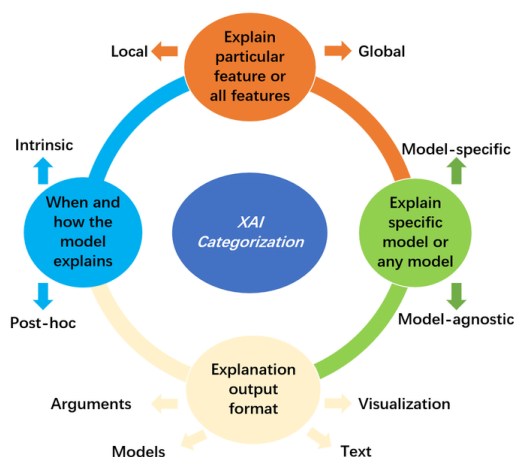 Explain
particular
feature or
all features
Local
Global
Intrinsic
When and
how the
model
explains
Post-hoc
XAI
Categorization
Model-specific
Explain
specific
model or
any model
Model-agnostic
Explanation
output
format
Arguments
Models
Visualization
Text